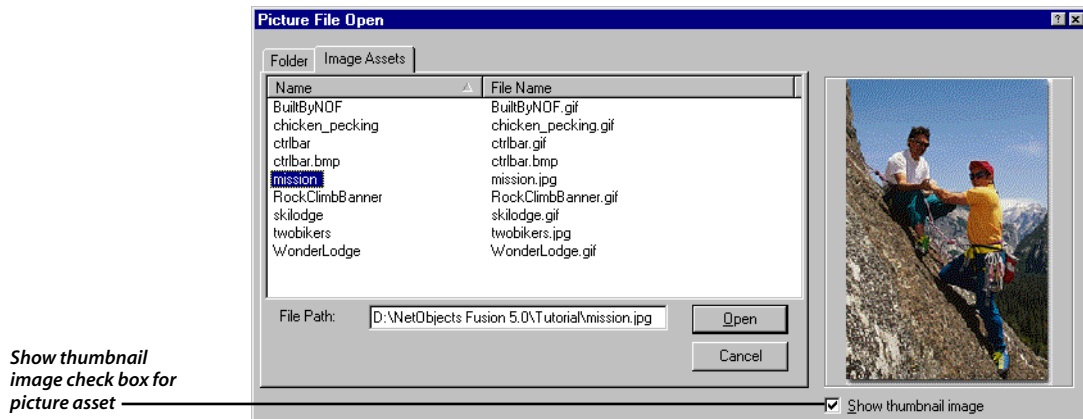 Picture File Open
Folder Image Assets
Name File Name
BuiltByNOF BuiltByNOF.gif
chicken_pecking chicken_pecking.gif
ctrlbar ctrlbar.gif
ctrlbar.bmp ctrlbar.bmp
mission mission.jpg
RockClimbBanner RockClimbBanner.gif
skilodge skilodge.gif
twobikers twobikers.jpg
WonderLodge WonderLodge.gif
File Path: D:\NetObjects Fusion 5.0\Tutorial\mission.jpg Open
Cancel
Show thumbnail
image check box for
picture asset
Show thumbnail image